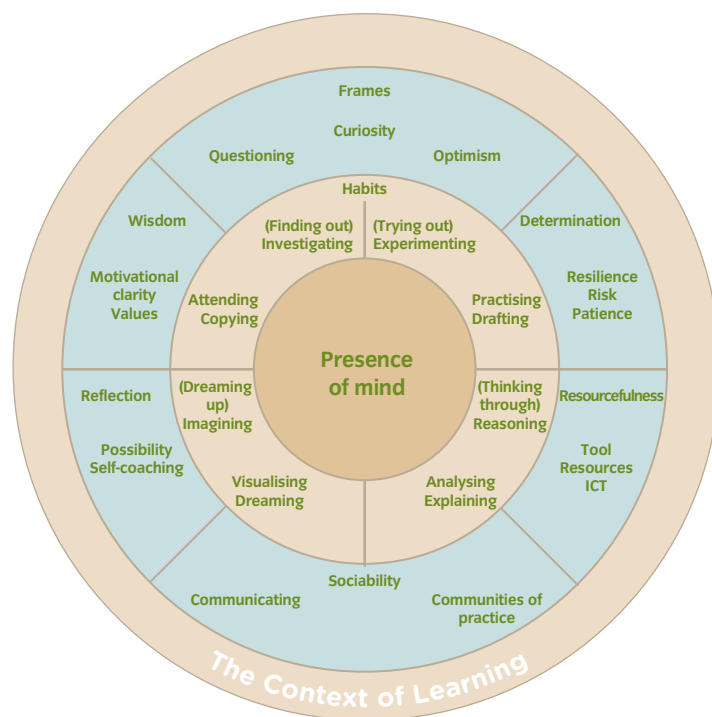 Frames
Curiosity
Questioning
Optimism
Wisdom
Motivational
clarity
Values
Determination
Resilience
Risk
Patience
Habits
(Finding out)
Investigating
(Trying out)
Experimenting
Attending
Copying
Practising
Drafting
Presence
of mind
Reflection
Possibility
Self-coaching
(Dreaming
up)
Imagining
Visualising
Dreaming
(Thinking
through)
Reasoning
Analysing
Explaining
Resourcefulness
Tool
Resources
ICT
Sociability
Communicating
Communities of
practice
The Context of Learning